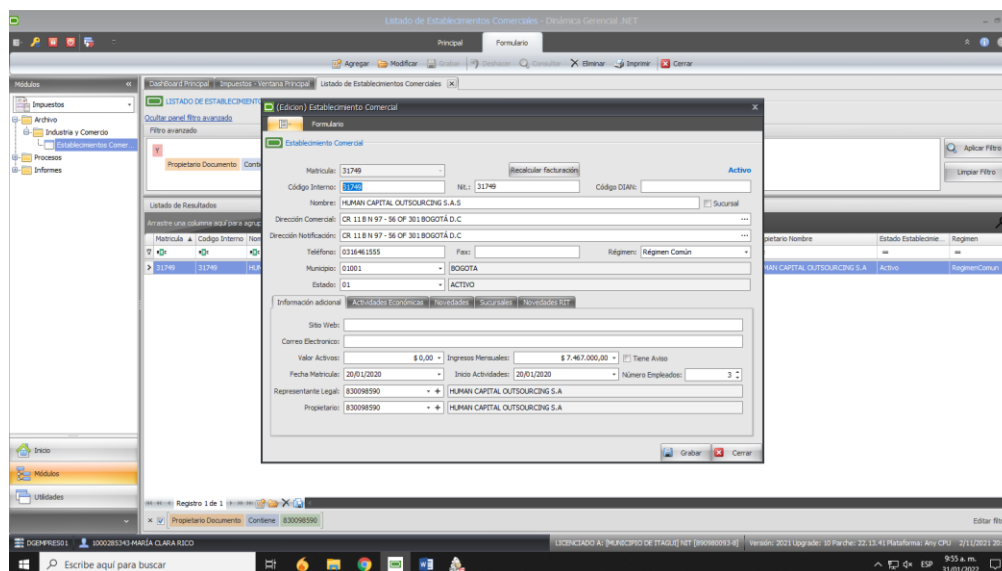 Listado de Establecimientos Comerciales - Dinámica Gerencial .NET
Principal Formulario
Agregar Modificar Grabar Deshacer Consultar Eliminar Imprimir Cerrar
Módulos
DashBoard Principal Impuestos - Ventana Principal Listado de Establecimientos Comerciales
Impuestos
Archivo
Industria y Comercio
Establecimientos Comer...
Procesos
Informes
LISTADO DE ESTABLECIMIENTO
Ocultar panel filtro avanzado
Filtro avanzado
Y
Propietario Documento Conti
Aplicar Filtro
Limpiar Filtro
Listado de Resultados
Arrastre una columna aquí para agrup
Matricula Codigo Interno Nom
pietario Nombre Estado Establecime... Regimen
31749 31749 HUM
MAN CAPITAL OUTSOURCING S.A Activo RegimenComun
(Edicion) Establecimiento Comercial
Formulario
Establecimiento Comercial
Matricula: 31749 Recalcular facturación Activo
Código Interno: 31749 Nit.: 31749 Código DIAN:
Nombre: HUMAN CAPITAL OUTSOURCING S.A.S Sucursal
Dirección Comercial: CR 11 B N 97 - 56 OF 301 BOGOTÁ D.C
Dirección Notificación: CR 11 B N 97 - 56 OF 301 BOGOTÁ D.C
Teléfono: 0316461555 Fax: Régimen: Régimen Común
Municipio: 01001 BOGOTA
Estado: 01 ACTIVO
Información adicional Actividades Económicas Novedades Sucursales Novedades RIT
Sitio Web:
Correo Electronico:
Valor Activos: $ 0,00 Ingresos Mensuales: $ 7.467.000,00 Tiene Aviso
Fecha Matricula: 20/01/2020 Inicio Actividades: 20/01/2020 Número Empleados: 3
Representante Legal: 830098590 HUMAN CAPITAL OUTSOURCING S.A
Propietario: 830098590 HUMAN CAPITAL OUTSOURCING S.A
Grabar Cerrar
Inicio
Módulos
Utilidades
Registro 1 de 1
Propietario Documento Contiene 830098590
Editar filt
DGEMPRES01 1000285343-MARÍA CLARA RICO
LICENCIADO A: [MUNICIPIO DE ITAGUI] NIT [890980093-8] Versión: 2021 Upgrade: 10 Parche: 22.13.41 Plataforma: Any CPU 2/11/2021 20:
Escribe aquí para buscar
ESP
9:55 a. m.
31/01/2022